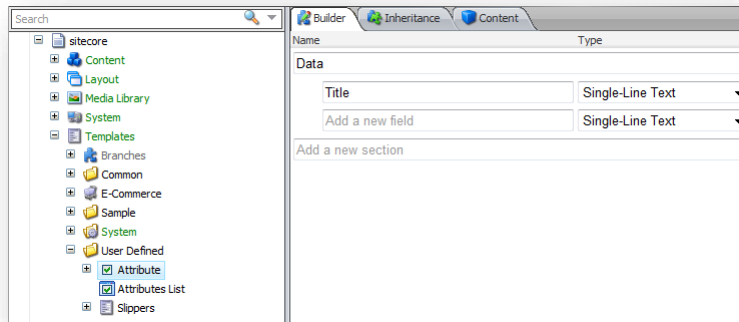 Search
sitecore
Content
Layout
Media Library
System
Templates
Branches
Common
E-Commerce
Sample
System
User Defined
Attribute
Attributes List
Slippers
Builder Inheritance Content
Name Type
Data
Title Single-Line Text
Add a new field Single-Line Text
Add a new section